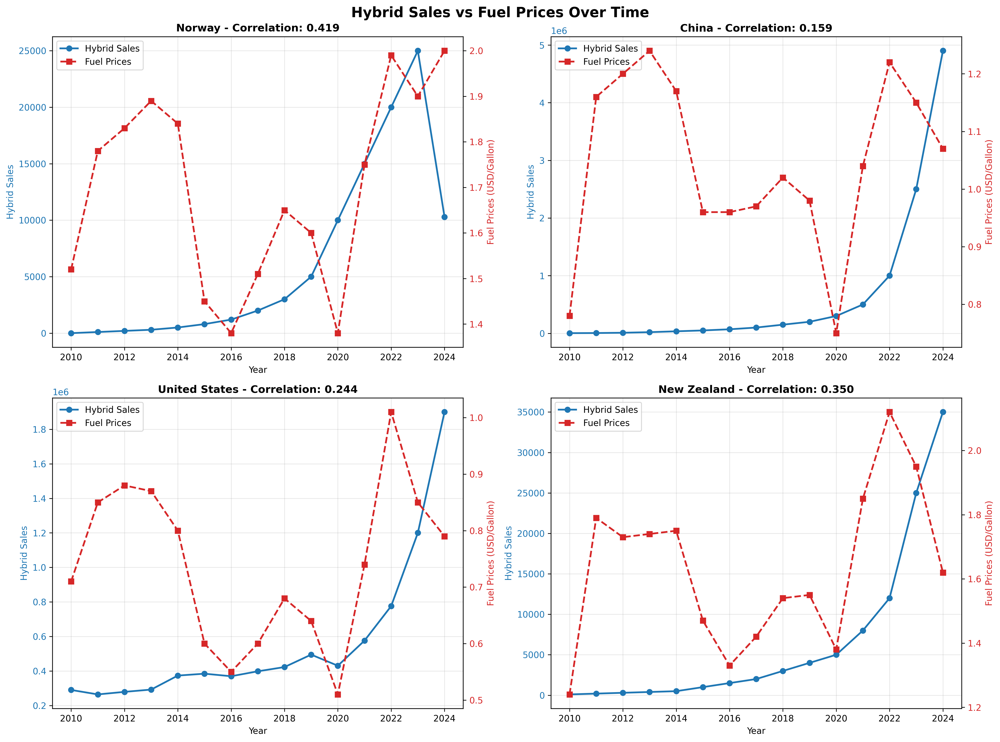 Hybrid Sales vs Fuel Prices Over Time
Norway - Correlation: 0.419
Hybrid Sales
Fuel Prices
25000
20000
15000
10000
5000
0
Hybrid Sales
2.0
1.9
1.8
1.7
1.6
1.5
1.4
Fuel Prices (USD/Gallon)
2010 2012 2014 2016 2018 2020 2022 2024
Year
China - Correlation: 0.159
1e6
Hybrid Sales
Fuel Prices
5
4
3
2
1
0
Hybrid Sales
1.2
1.1
1.0
0.9
0.8
Fuel Prices (USD/Gallon)
2010 2012 2014 2016 2018 2020 2022 2024
Year
United States - Correlation: 0.244
1e6
Hybrid Sales
Fuel Prices
1.8
1.6
1.4
1.2
1.0
0.8
0.6
0.4
0.2
Hybrid Sales
1.0
0.9
0.8
0.7
0.6
0.5
Fuel Prices (USD/Gallon)
2010 2012 2014 2016 2018 2020 2022 2024
Year
New Zealand - Correlation: 0.350
Hybrid Sales
Fuel Prices
35000
30000
25000
20000
15000
10000
5000
0
Hybrid Sales
2.0
1.8
1.6
1.4
1.2
Fuel Prices (USD/Gallon)
2010 2012 2014 2016 2018 2020 2022 2024
Year